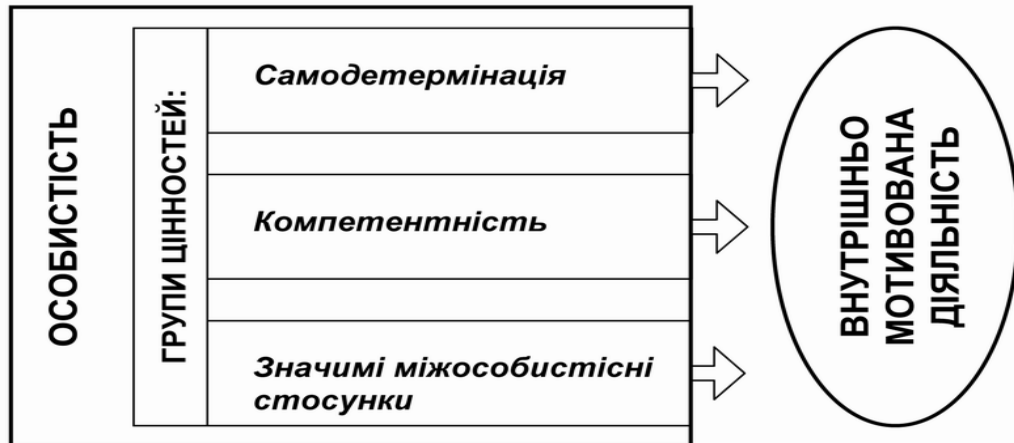 ОСОБИСТІСТЬ
ГРУПИ ЦІННОСТЕЙ:
Самодетермінація
Компетентність
Значимі міжособистісні
стосунки
ВНУТРІШНЬО
МОТИВОВАНА
ДІЯЛЬНІСТЬ